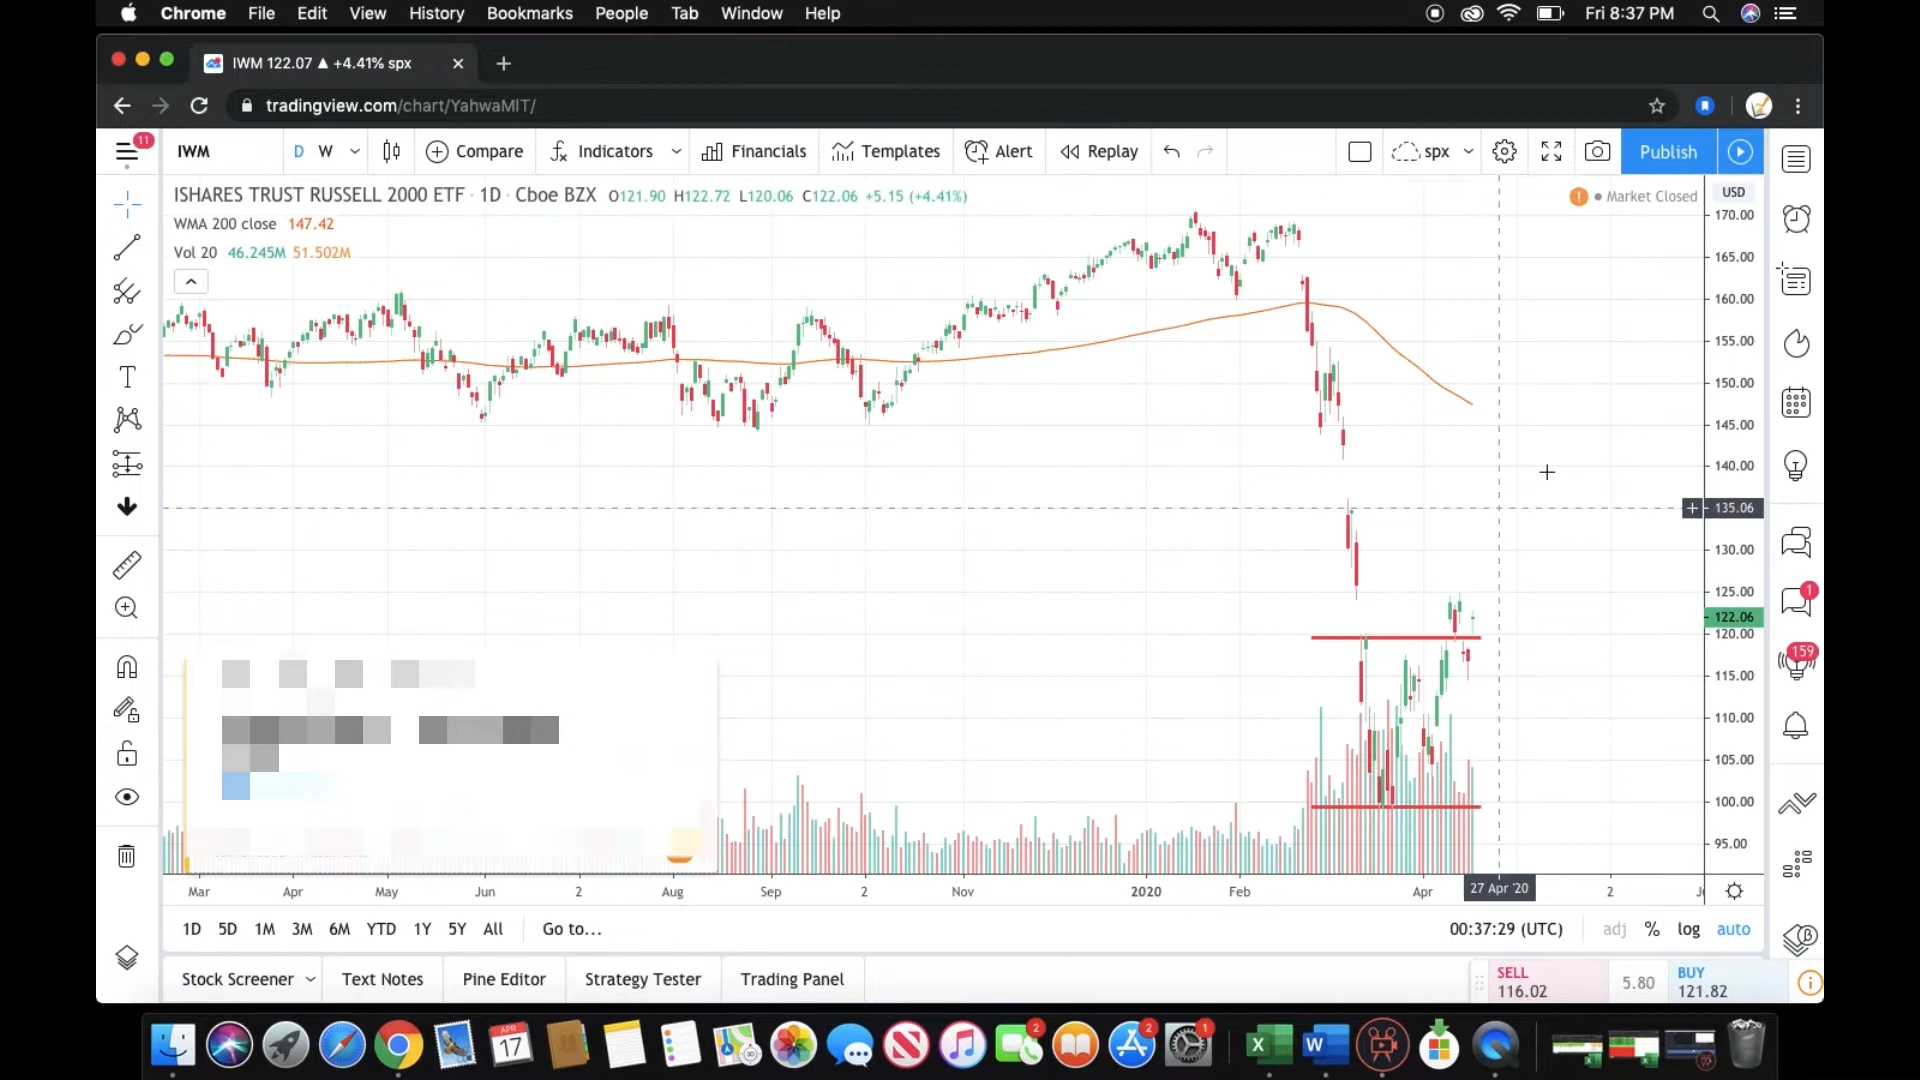 Chrome File Edit View History Bookmarks People Tab Window Help Fri 8:37 PM
IWM 122.07 ▲ +4.41% spx
tradingview.com/chart/YahwaMIT/
11
IWM D W Compare Indicators Financials Templates Alert Replay spx Publish
ISHARES TRUST RUSSELL 2000 ETF · 1D · Cboe BZX O121.90 H122.72 L120.06 C122.06 +5.15 (+4.41%)
Market Closed
USD
WMA 200 close 147.42
Vol 20 46.245M 51.502M
170.00
165.00
160.00
155.00
150.00
145.00
140.00
135.06
130.00
125.00
122.06
120.00
115.00
110.00
105.00
100.00
95.00
1
159
Mar Apr May Jun 2 Aug Sep 2 Nov 2020 Feb Apr 27 Apr '20 2
1D 5D 1M 3M 6M YTD 1Y 5Y All Go to... 00:37:29 (UTC) adj % log auto
Stock Screener Text Notes Pine Editor Strategy Tester Trading Panel
SELL
116.02
5.80
BUY
121.82
APR
17
2
2
1